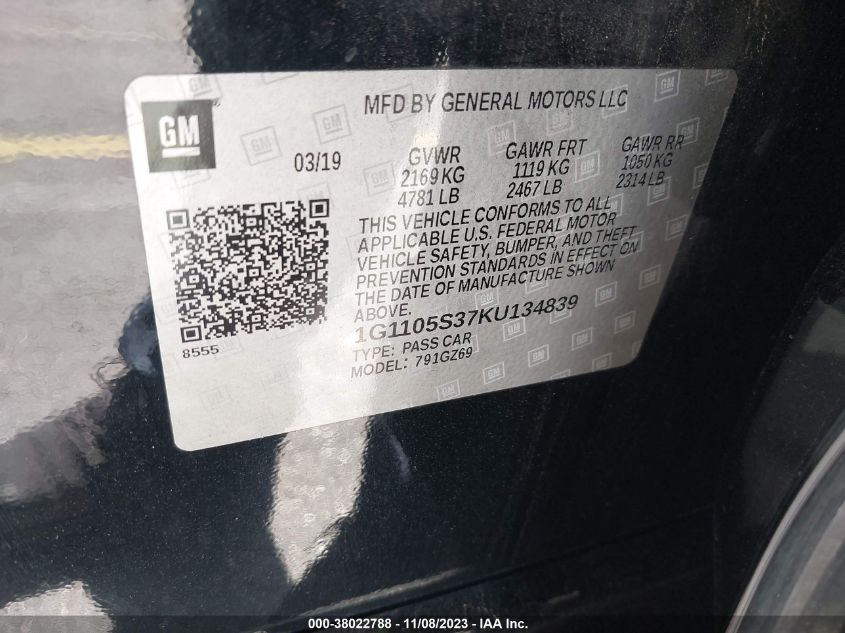 MFD BY GENERAL MOTORS LLC
GM
03/19
GVWR
2169 KG
4781 LB
GAWR FRT
1119 KG
2467 LB
GAWR RR
1050 KG
2314 LB
THIS VEHICLE CONFORMS TO ALL
APPLICABLE U.S. FEDERAL MOTOR
VEHICLE SAFETY, BUMPER, AND THEFT
PREVENTION STANDARDS IN EFFECT ON
THE DATE OF MANUFACTURE SHOWN
ABOVE.
1G1105S37KU134839
TYPE: PASS CAR
MODEL: 791GZ69
8555
000-38022788 - 11/08/2023 - IAA Inc.